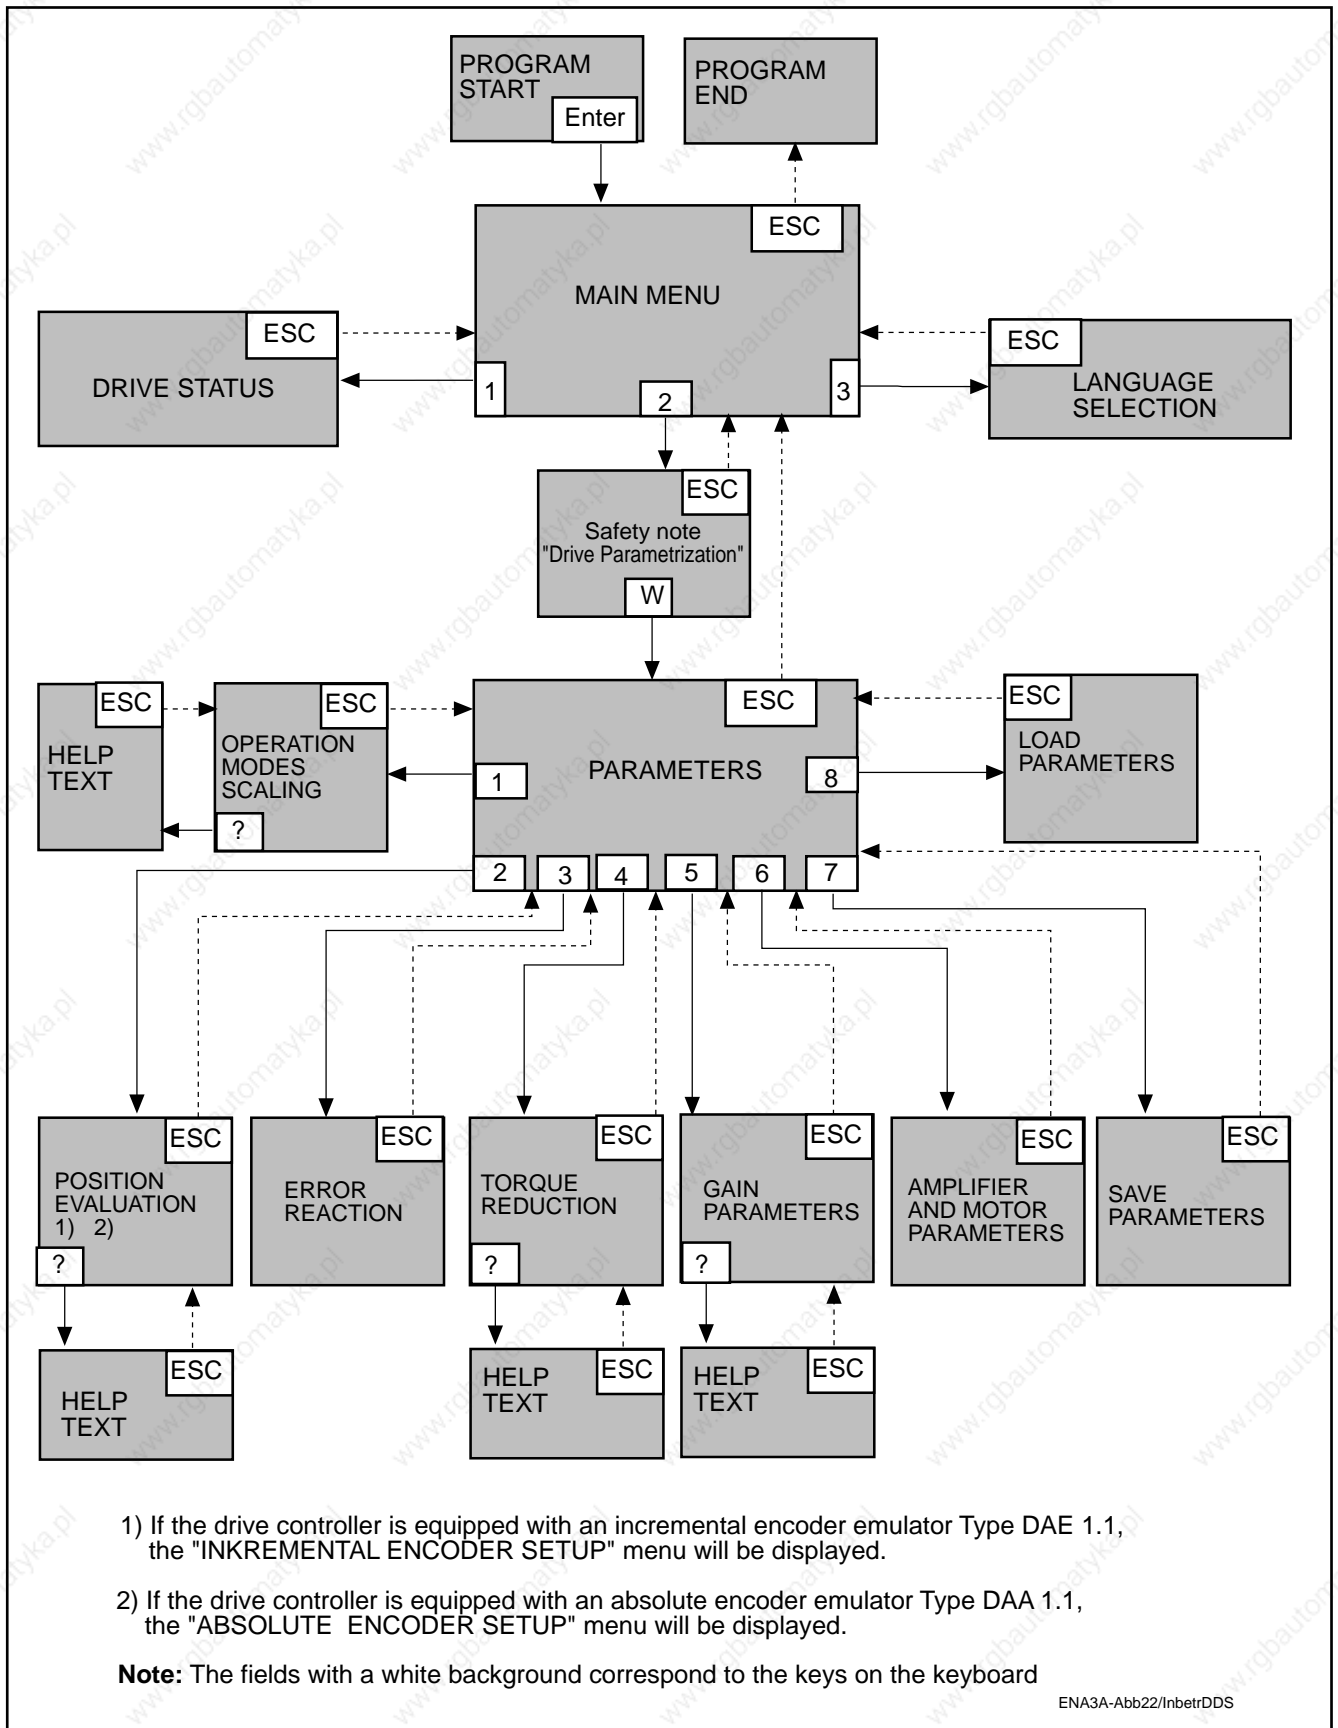 PROGRAM
START
Enter
PROGRAM
END
ESC
MAIN MENU
1
2
3
ESC
DRIVE STATUS
ESC
LANGUAGE
SELECTION
ESC
Safety note
"Drive Parametrization"
W
ESC
HELP
TEXT
ESC
OPERATION
MODES
SCALING
?
ESC
PARAMETERS
1
8
2
3
4
5
6
7
ESC
LOAD
PARAMETERS
ESC
POSITION
EVALUATION
1) 2)
?
ESC
ERROR
REACTION
ESC
TORQUE
REDUCTION
?
ESC
GAIN
PARAMETERS
?
ESC
AMPLIFIER
AND MOTOR
PARAMETERS
ESC
SAVE
PARAMETERS
ESC
HELP
TEXT
ESC
HELP
TEXT
ESC
HELP
TEXT
1) If the drive controller is equipped with an incremental encoder emulator Type DAE 1.1,
the "INKREMENTAL ENCODER SETUP" menu will be displayed.
2) If the drive controller is equipped with an absolute encoder emulator Type DAA 1.1,
the "ABSOLUTE ENCODER SETUP" menu will be displayed.
Note: The fields with a white background correspond to the keys on the keyboard
ENA3A-Abb22/InbetrDDS
www.rgbautomatyka.pl